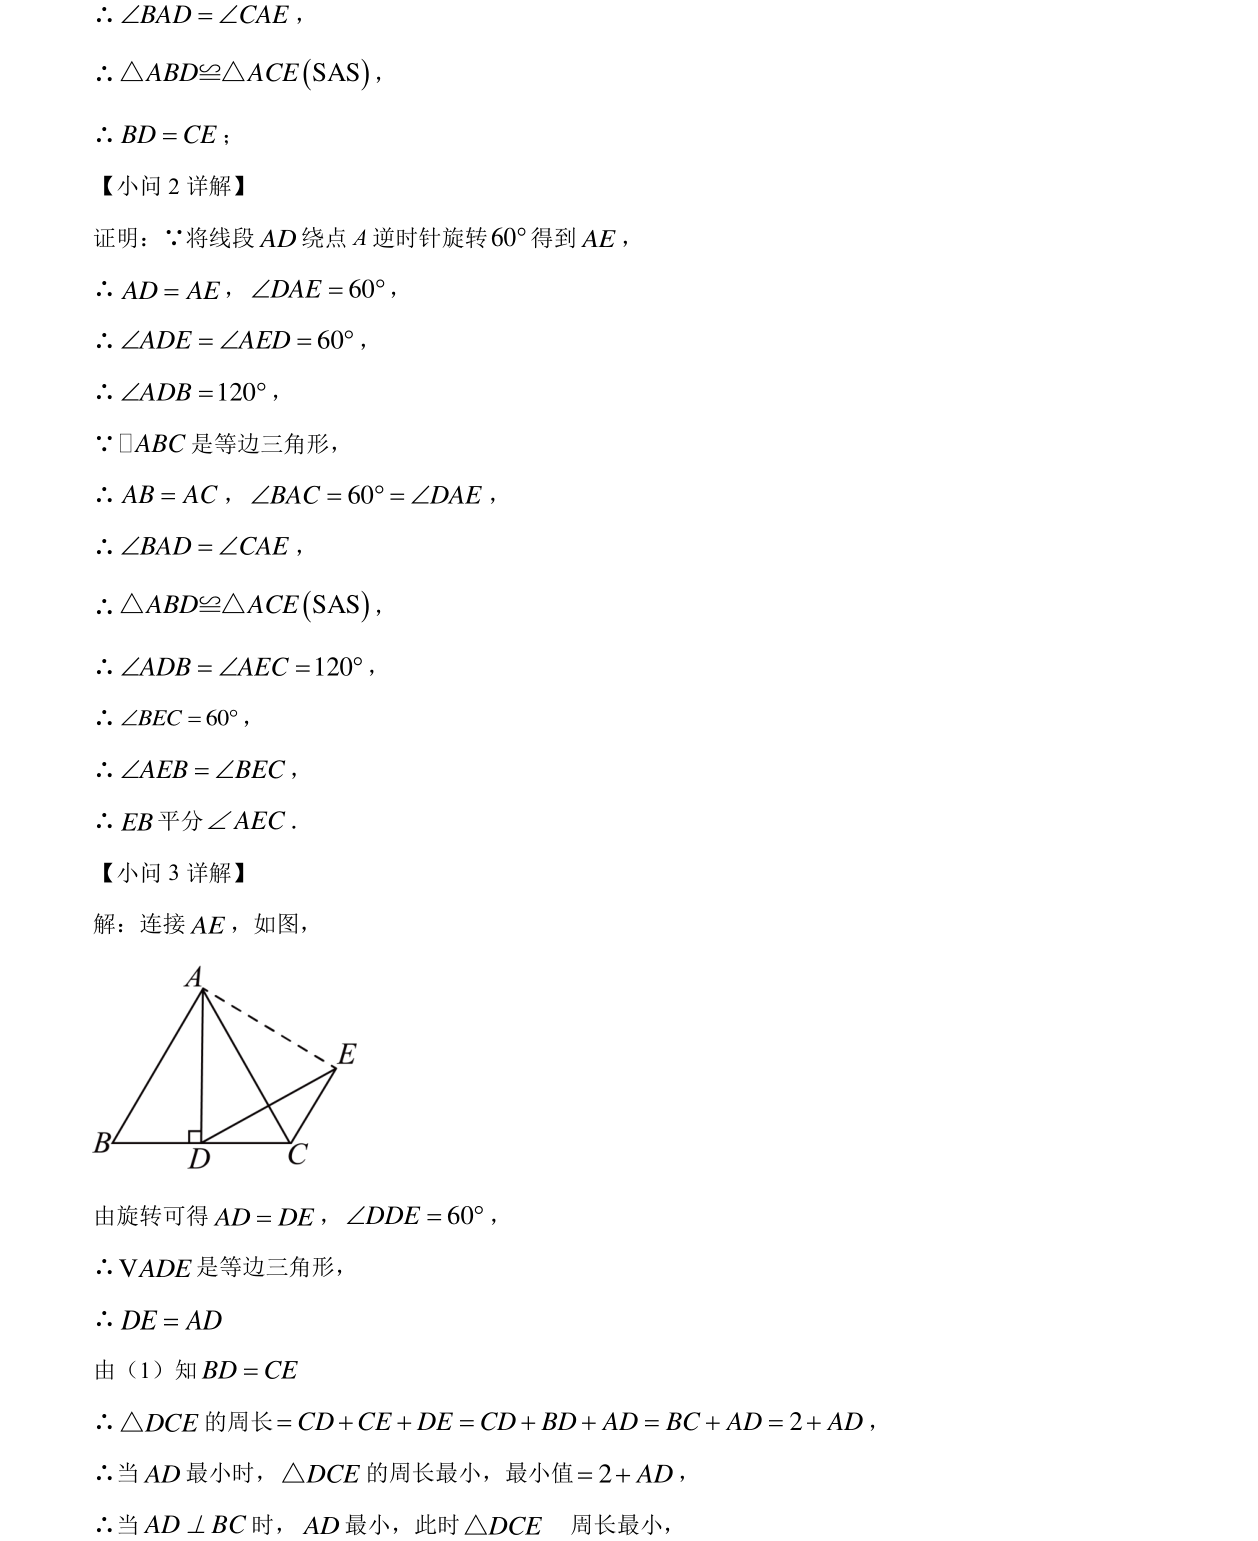 ∴∠BAD = ∠CAE，
∴△ABD≌△ACE(SAS)，
∴BD = CE；
【小问 2 详解】
证明：∵将线段 AD 绕点 A 逆时针旋转 60° 得到 AE，
∴AD = AE，∠DAE = 60°，
∴∠ADE = ∠AED = 60°，
∴∠ADB = 120°，
∵□ABC 是等边三角形，
∴AB = AC，∠BAC = 60° = ∠DAE，
∴∠BAD = ∠CAE，
∴△ABD≌△ACE(SAS)，
∴∠ADB = ∠AEC = 120°，
∴∠BEC = 60°，
∴∠AEB = ∠BEC，
∴EB 平分∠AEC．
【小问 3 详解】
解：连接 AE，如图，
A
E
B
D
C
由旋转可得 AD = DE，∠DDE = 60°，
∴VADE 是等边三角形，
∴DE = AD
由（1）知 BD = CE
∴△DCE 的周长 = CD + CE + DE = CD + BD + AD = BC + AD = 2 + AD，
∴当 AD 最小时，△DCE 的周长最小，最小值 = 2 + AD，
∴当 AD ⊥ BC 时，AD 最小，此时△DCE 周长最小，